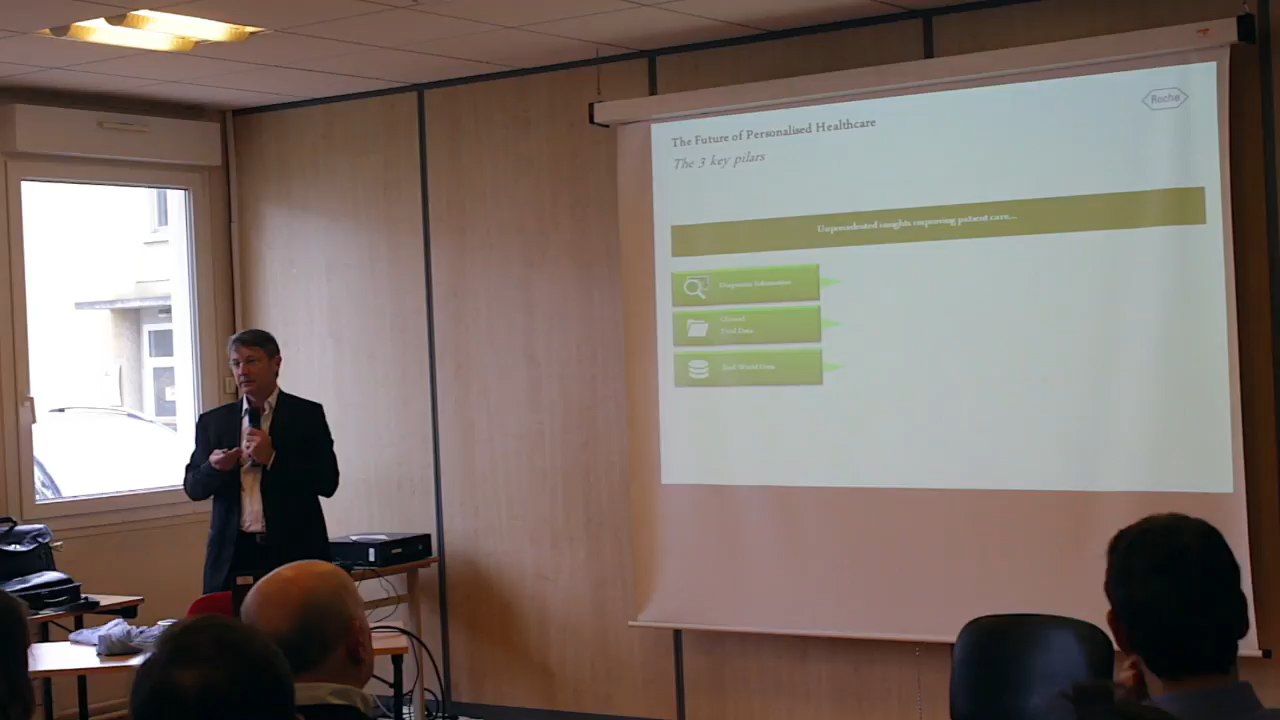 Roche
The Future of Personalised Healthcare
The 3 key pilars
Unprecedented insights improving patient care...
Diagnostic Information
Clinical
Trial Data
Real World Data